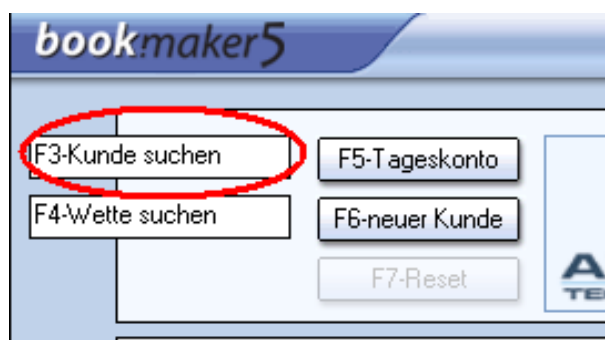 bookmaker5
F3-Kunde suchen
F5-Tageskonto
F4-Wette suchen
F6-neuer Kunde
F7-Reset